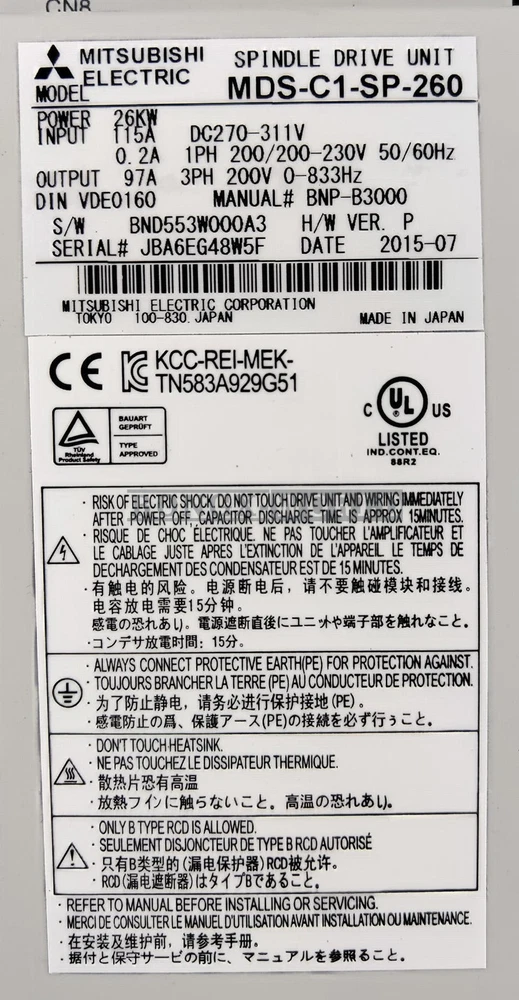 CN8
MITSUBISHI ELECTRIC
SPINDLE DRIVE UNIT
MODEL MDS-C1-SP-260
POWER 26KW
INPUT 115A DC270-311V
0.2A 1PH 200/200-230V 50/60Hz
OUTPUT 97A 3PH 200V 0-833Hz
DIN VDE0160 MANUAL# BNP-B3000
S/W BND553W000A3 H/W VER. P
SERIAL# JBA6EG48W5F DATE 2015-07
MITSUBISHI ELECTRIC CORPORATION
TOKYO 100-830. JAPAN MADE IN JAPAN
CE KCC-REI-MEK-
TN583A929G51
TÜV
Rheinland
Product Safety
BAUART
GEPRÜFT
TYPE
APPROVED
C UL US
LISTED
IND.CONT.EQ.
88R2
· RISK OF ELECTRIC SHOCK. DO NOT TOUCH DRIVE UNIT AND WIRING IMMEDIATELY
AFTER POWER OFF, CAPACITOR DISCHARGE TIME IS APPROX 15MINUTES.
· RISQUE DE CHOC ÉLECTRIQUE. NE PAS TOUCHER L'AMPLIFICATEUR ET
LE CABLAGE JUSTE APRES L'EXTINCTION DE L'APPAREIL. LE TEMPS DE
DECHARGEMENT DES CONDENSATEUR EST DE 15 MINUTES.
· 有触电的风险。电源断电后，请不要触碰模块和接线。
电容放电需要15分钟。
感電の恐れあり。電源遮断直後にユニットや端子部を触れなこと。
· コンデサ放電时間：15分。
· ALWAYS CONNECT PROTECTIVE EARTH(PE) FOR PROTECTION AGAINST.
· TOUJOURS BRANCHER LA TERRE (PE) AU CONDUCTEUR DE PROTECTION.
· 为了防止静电，请务必进行保护接地 (PE)。
· 感電防止の爲、保護アース(PE)の接続を必ず行うこと。
· DON'T TOUCH HEATSINK.
· NE PAS TOUCHEZ LE DISSIPATEUR THERMIQUE.
· 散热片恐有高温
· 放熱フインに触らないこと。高温の恐れあり。
· ONLY B TYPE RCD IS ALLOWED.
· SEULEMENT DISJONCTEUR DE TYPE B RCD AUTORISÉ
· 只有B类型的 (漏电保护器) RCD被允许。
· RCD (漏电遮断器) はタイプBであること。
· REFER TO MANUAL BEFORE INSTALLING OR SERVICING.
· MERCI DE CONSULTER LE MANUEL D'UTILISATION AVANT INSTALLATION OU MAINTENANCE.
· 在安装及维护前，请参考手册.
· 据付と保守サービの前に、マニュアルを参照ること。